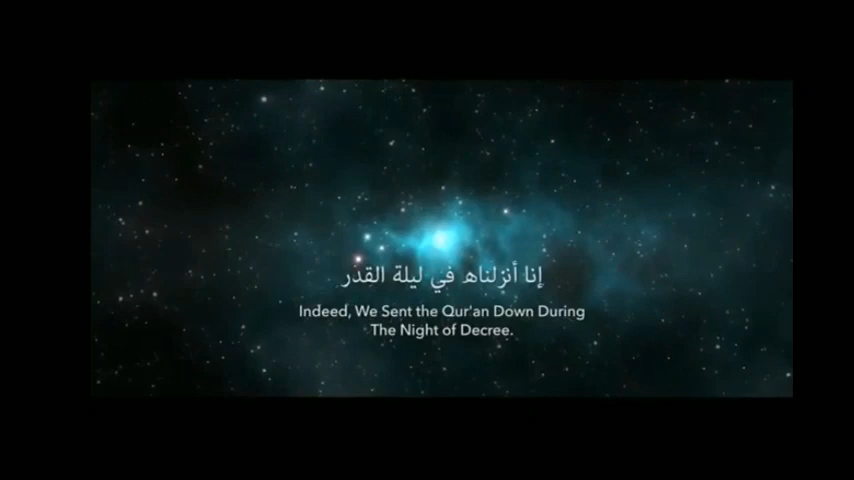 إنا أنزلناه في ليلة القدر
Indeed, We Sent the Qur'an Down During
The Night of Decree.